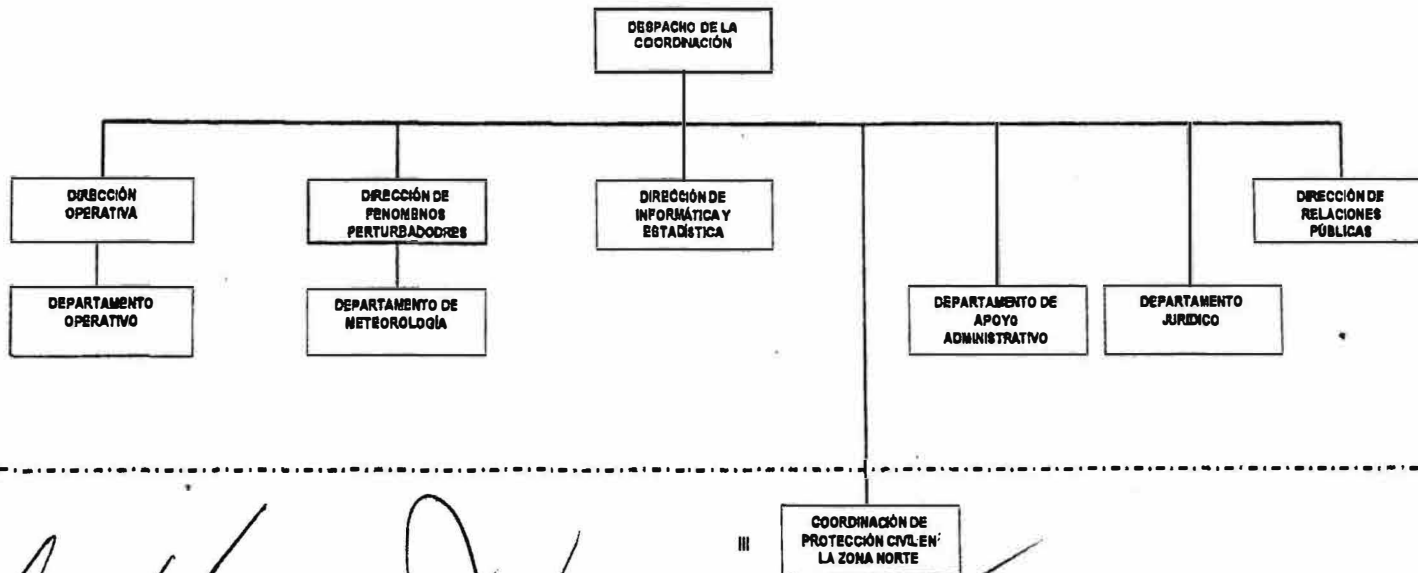 DESPACHO DE LA
COORDINACIÓN
DIRECCIÓN
OPERATIVA
DIRECCIÓN DE
FENOMENOS
PERTURBADODRES
DIRECCIÓN DE
INFORMÁTICA Y
ESTADÍSTICA
DIRECCIÓN DE
RELACIONES
PÚBLICAS
DEPARTAMENTO
OPERATIVO
DEPARTAMENTO DE
METEOROLOGÍA
DEPARTAMENTO DE
APOYO
ADMINISTRATIVO
DEPARTAMENTO
JURIDICO
III
COORDINACIÓN DE
PROTECCIÓN CIVIL EN
LA ZONA NORTE